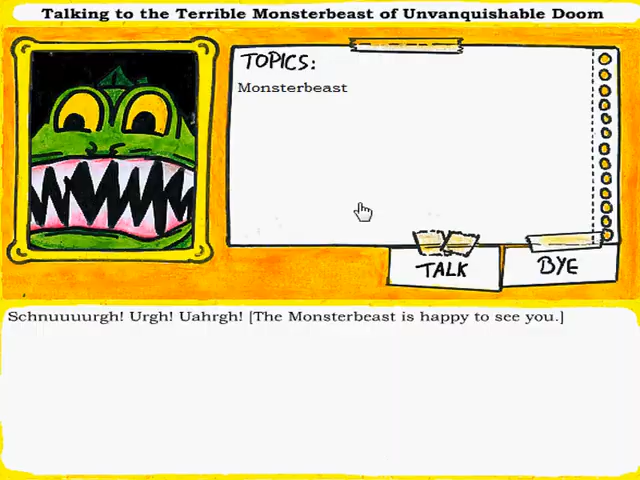 Talking to the Terrible Monsterbeast of Unvanquishable Doom
TOPICS:
Monsterbeast
TALK
BYE
Schnuuuurgh! Urgh! Uahrgh! [The Monsterbeast is happy to see you.]